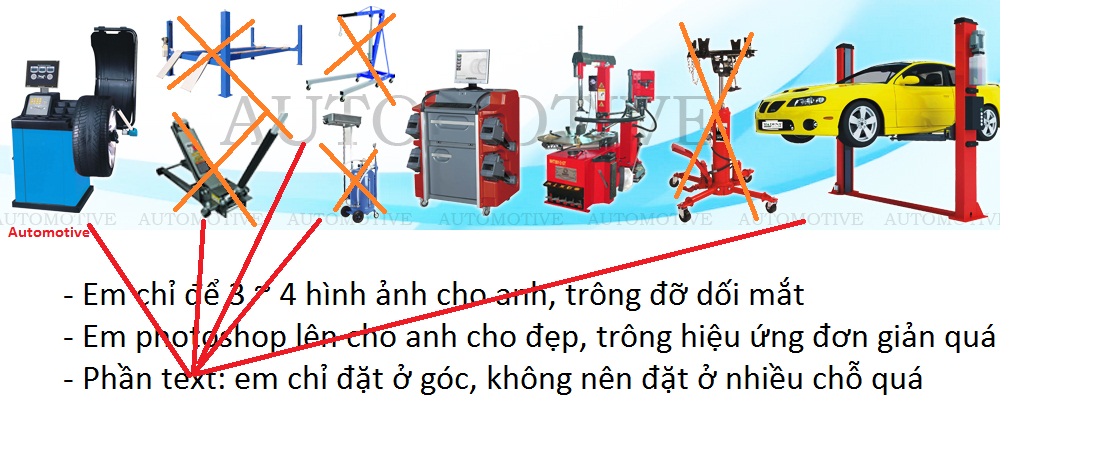 AUTOMOTIVE
AUTOMOTIVE AUTOMOTIVE AUTOMOTIVE AUTOMOTIVE AUTOMOTIVE AUTOMOTIVE AUTOMOTIVE
Automotive
- Em chỉ để 3 ~ 4 hình ảnh cho anh, trông đỡ dối mắt
- Em photoshop lên cho anh cho đẹp, trông hiệu ứng đơn giản quá
- Phần text: em chỉ đặt ở góc, không nên đặt ở nhiều chỗ quá